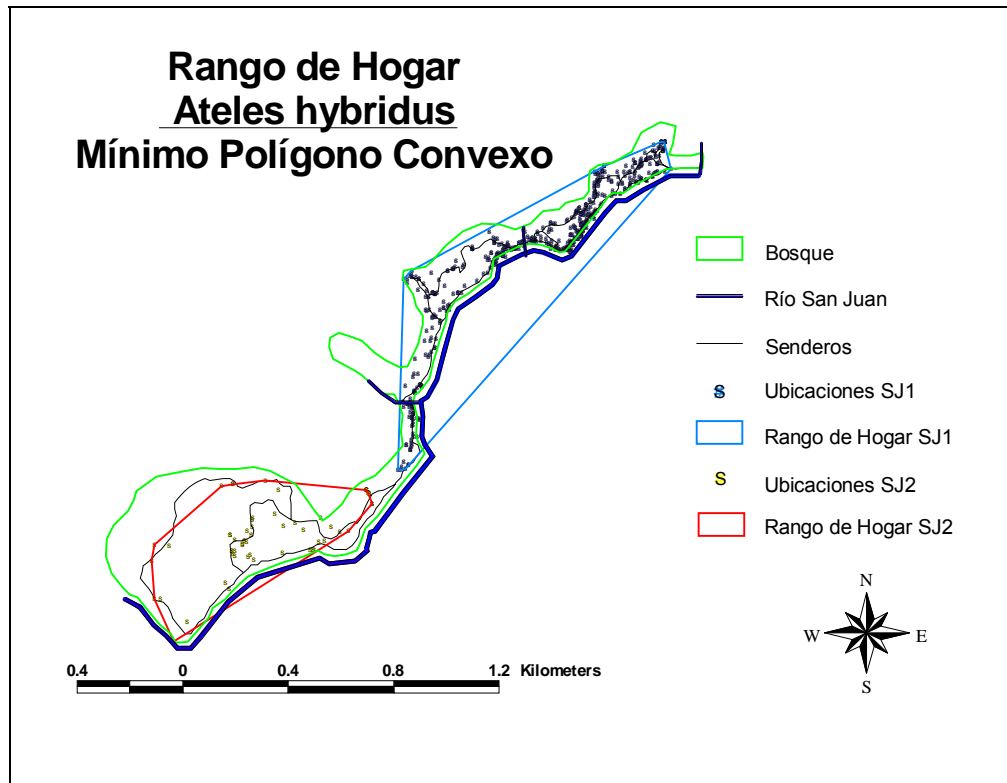 Rango de Hogar
Ateles hybridus
Mínimo Polígono Convexo
Bosque
Río San Juan
Senderos
S Ubicaciones SJ1
Rango de Hogar SJ1
S Ubicaciones SJ2
Rango de Hogar SJ2
N
W E
S
0.4 0 0.4 0.8 1.2 Kilometers